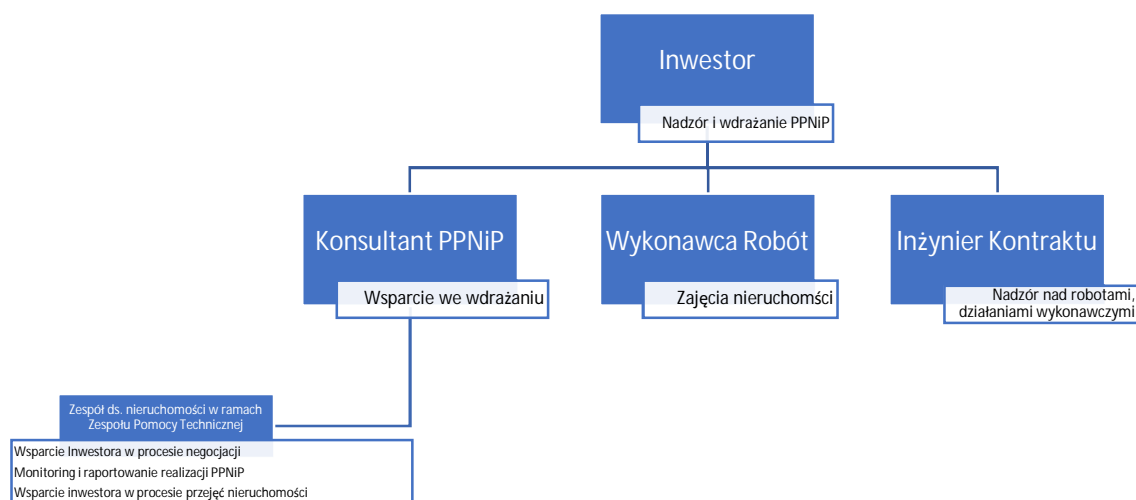 Inwestor
Nadzór i wdrażanie PPNiP
Konsultant PPNiP
Wsparcie we wdrażaniu
Wykonawca Robót
Zajęcia nieruchomści
Inżynier Kontraktu
Nadzór nad robotami,
działaniami wykonawczymi
Zespół ds. nieruchomości w ramach
Zespołu Pomocy Technicznej
Wsparcie Inwestora w procesie negocjacji
Monitoring i raportowanie realizacji PPNiP
Wsparcie inwestora w procesie przejęć nieruchomości